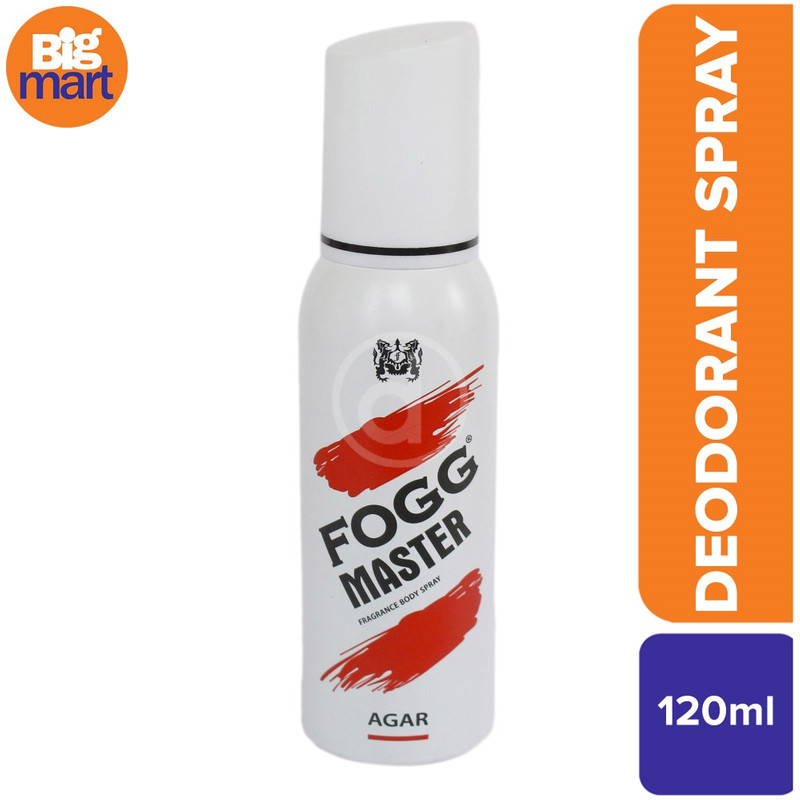 Big
mart
FOGG®
MASTER
FRAGRANCE BODY SPRAY
AGAR
DEODORANT SPRAY
120ml